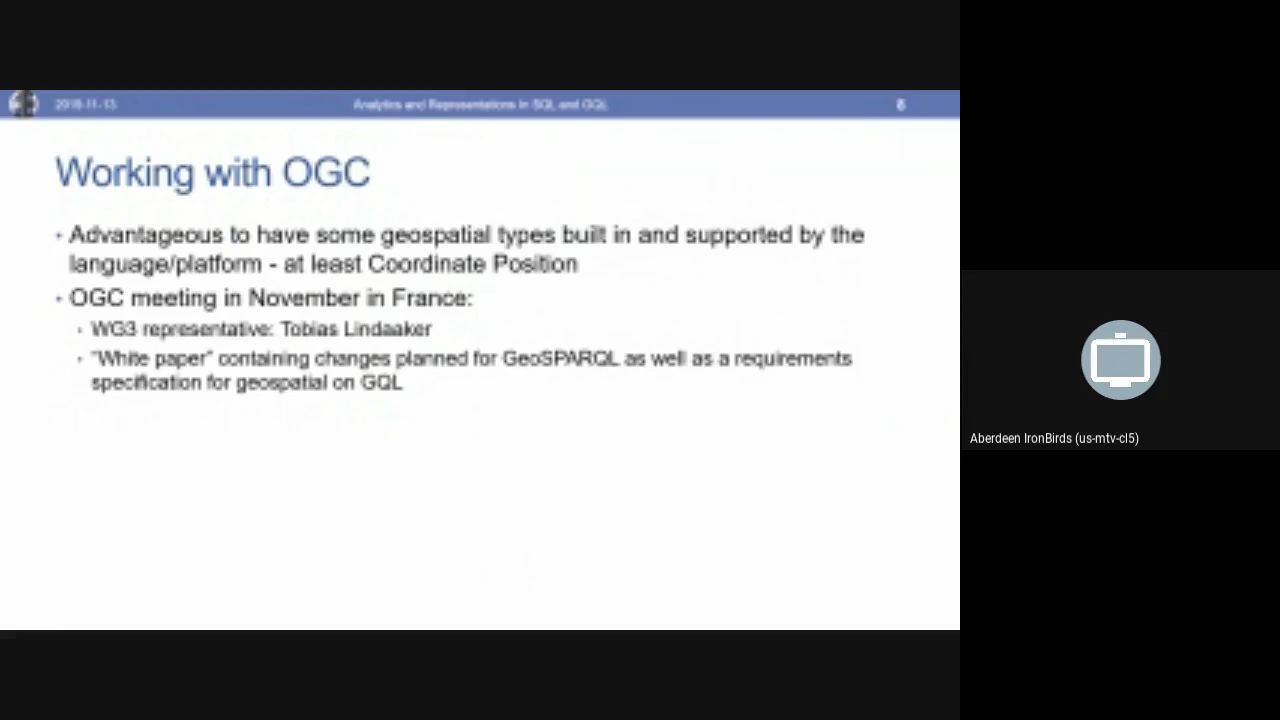 2019-11-13
Analytics and Representations in SQL and GQL
8
Working with OGC
• Advantageous to have some geospatial types built in and supported by the
language/platform - at least Coordinate Position
• OGC meeting in November in France:
• WG3 representative: Tobias Lindaaker
• "White paper" containing changes planned for GeoSPARQL as well as a requirements
specification for geospatial on GQL
Aberdeen IronBirds (us-mtv-cl5)